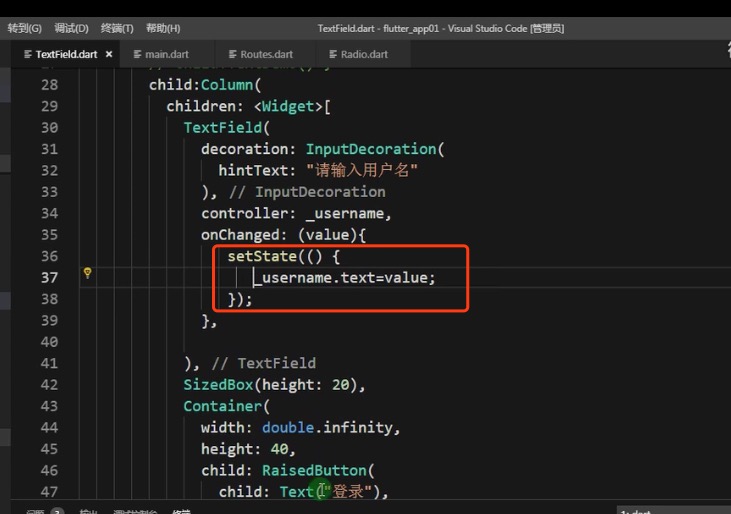 转到(G) 调试(D) 终端(T) 帮助(H) TextField.dart - flutter_app01 - Visual Studio Code [管理员]
TextField.dart × main.dart Routes.dart Radio.dart
28 child:Column(
29 children: <Widget>[
30 TextField(
31 decoration: InputDecoration(
32 hintText: "请输入用户名"
33 ), // InputDecoration
34 controller: _username,
35 onChanged: (value){
36 setState(() {
37 _username.text=value;
38 });
39 },
40
41 ), // TextField
42 SizedBox(height: 20),
43 Container(
44 width: double.infinity,
45 height: 40,
46 child: RaisedButton(
47 child: Text("登录"),